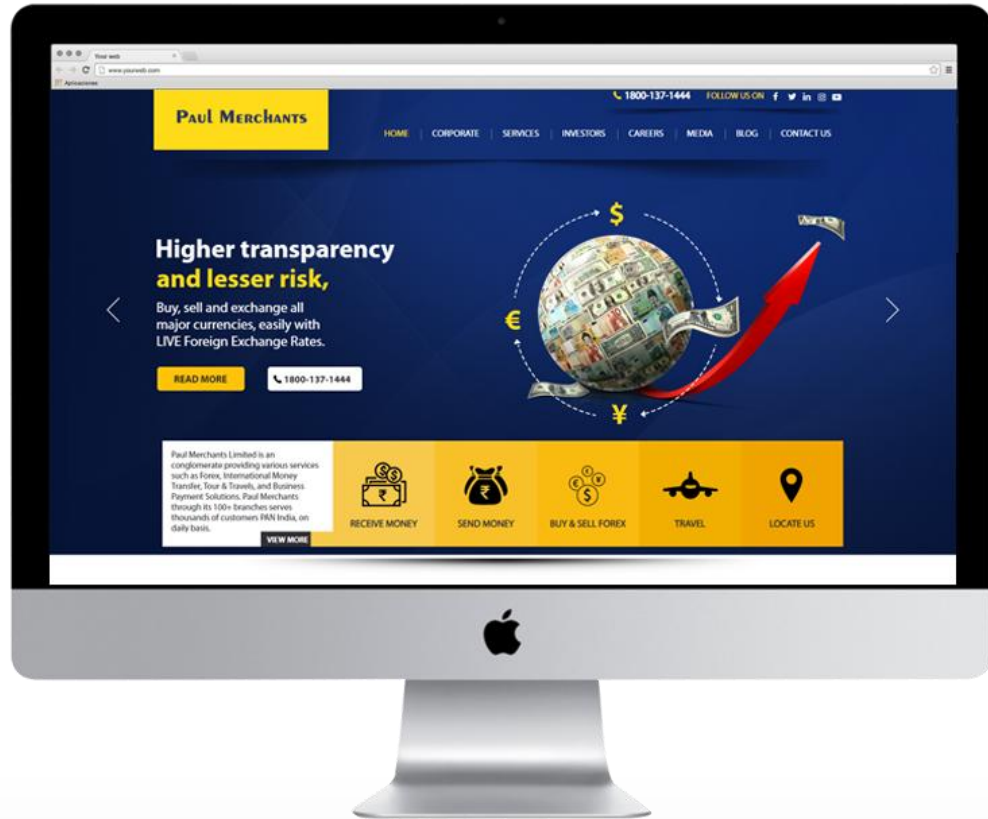 Your web
www.yourweb.com
Aplicaciones
PAUL MERCHANTS
1800-137-1444 FOLLOW US ON
HOME CORPORATE SERVICES INVESTORS CAREERS MEDIA BLOG CONTACT US
Higher transparency
and lesser risk,
Buy, sell and exchange all
major currencies, easily with
LIVE Foreign Exchange Rates.
READ MORE 1800-137-1444
$
€
¥
Paul Merchants Limited is an
conglomerate providing various services
such as Forex, International Money
Transfer, Tour & Travels, and Business
Payment Solutions. Paul Merchants
through its 100+ branches serves
thousands of customers PAN India, on
daily basis.
VIEW MORE
RECEIVE MONEY SEND MONEY BUY & SELL FOREX TRAVEL LOCATE US